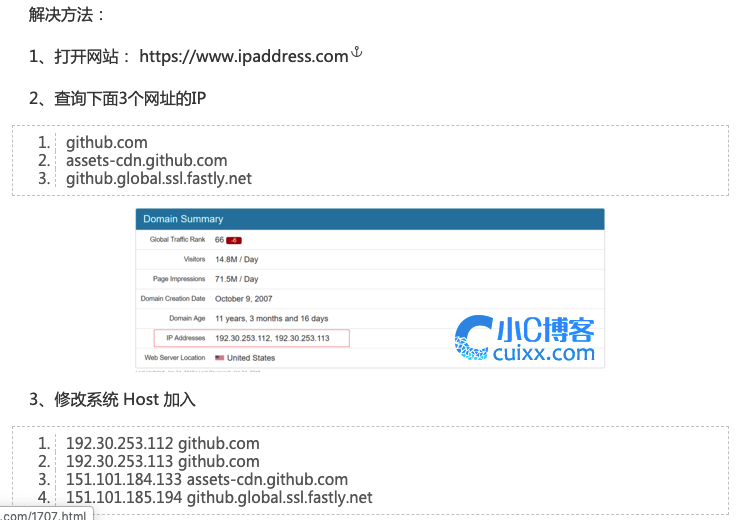 解决方法：
1、打开网站： https://www.ipaddress.com
2、查询下面3个网址的IP
1. github.com
2. assets-cdn.github.com
3. github.global.ssl.fastly.net
Domain Summary
Global Traffic Rank 66 -6
Visitors 14.8M / Day
Page Impressions 71.5M / Day
Domain Creation Date October 9, 2007
Domain Age 11 years, 3 months and 16 days
IP Addresses 192.30.253.112, 192.30.253.113
Web Server Location United States
小C博客
cuixx.com
3、修改系统 Host 加入
1. 192.30.253.112 github.com
2. 192.30.253.113 github.com
3. 151.101.184.133 assets-cdn.github.com
4. 151.101.185.194 github.global.ssl.fastly.net
.com/1707.html